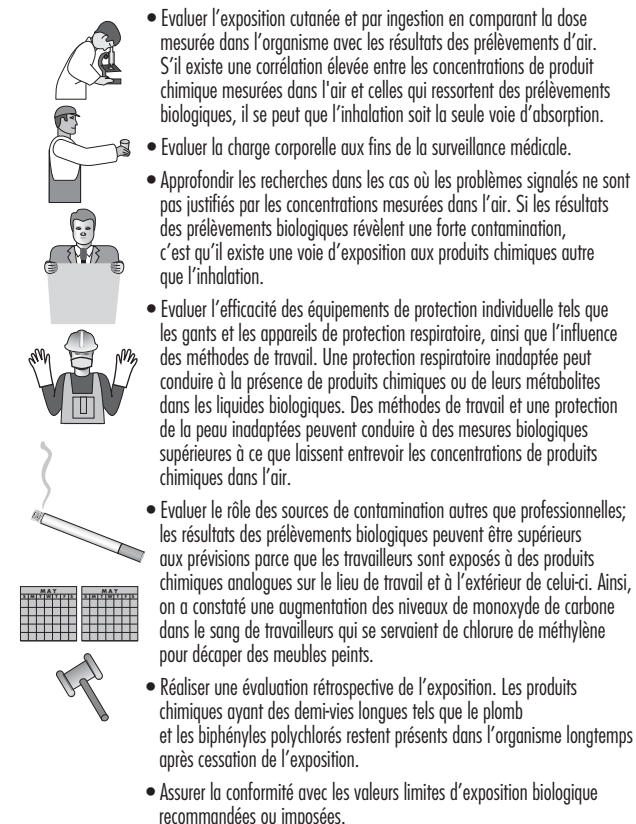 • Evaluer l’exposition cutanée et par ingestion en comparant la dose
mesurée dans l’organisme avec les résultats des prélèvements d’air.
S’il existe une corrélation élevée entre les concentrations de produit
chimique mesurées dans l'air et celles qui ressortent des prélèvements
biologiques, il se peut que l’inhalation soit la seule voie d’absorption.
• Evaluer la charge corporelle aux fins de la surveillance médicale.
• Approfondir les recherches dans les cas où les problèmes signalés ne sont
pas justifiés par les concentrations mesurées dans l’air. Si les résultats
des prélèvements biologiques révèlent une forte contamination,
c’est qu’il existe une voie d’exposition aux produits chimiques autre
que l’inhalation.
• Evaluer l’efficacité des équipements de protection individuelle tels que
les gants et les appareils de protection respiratoire, ainsi que l’influence
des méthodes de travail. Une protection respiratoire inadaptée peut
conduire à la présence de produits chimiques ou de leurs métabolites
dans les liquides biologiques. Des méthodes de travail et une protection
de la peau inadaptées peuvent conduire à des mesures biologiques
supérieures à ce que laissent entrevoir les concentrations de produits
chimiques dans l’air.
• Evaluer le rôle des sources de contamination autres que professionnelles;
les résultats des prélèvements biologiques peuvent être supérieurs
aux prévisions parce que les travailleurs sont exposés à des produits
chimiques analogues sur le lieu de travail et à l’extérieur de celui-ci. Ainsi,
on a constaté une augmentation des niveaux de monoxyde de carbone
dans le sang de travailleurs qui se servaient de chlorure de méthylène
pour décaper des meubles peints.
MAY MAY
S M T W T F S S M T W T F S
• Réaliser une évaluation rétrospective de l’exposition. Les produits
chimiques ayant des demi-vies longues tels que le plomb
et les biphényles polychlorés restent présents dans l’organisme longtemps
après cessation de l’exposition.
• Assurer la conformité avec les valeurs limites d’exposition biologique
recommandées ou imposées.